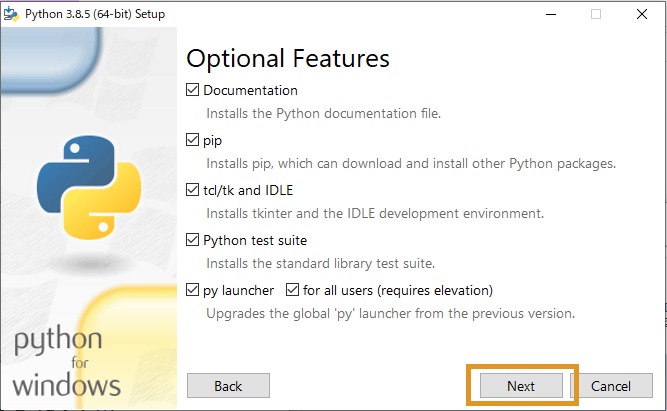 Python 3.8.5 (64-bit) Setup
Optional Features
Documentation
Installs the Python documentation file.
pip
Installs pip, which can download and install other Python packages.
tcl/tk and IDLE
Installs tkinter and the IDLE development environment.
Python test suite
Installs the standard library test suite.
py launcher for all users (requires elevation)
Upgrades the global 'py' launcher from the previous version.
python
for
windows
Back Next Cancel